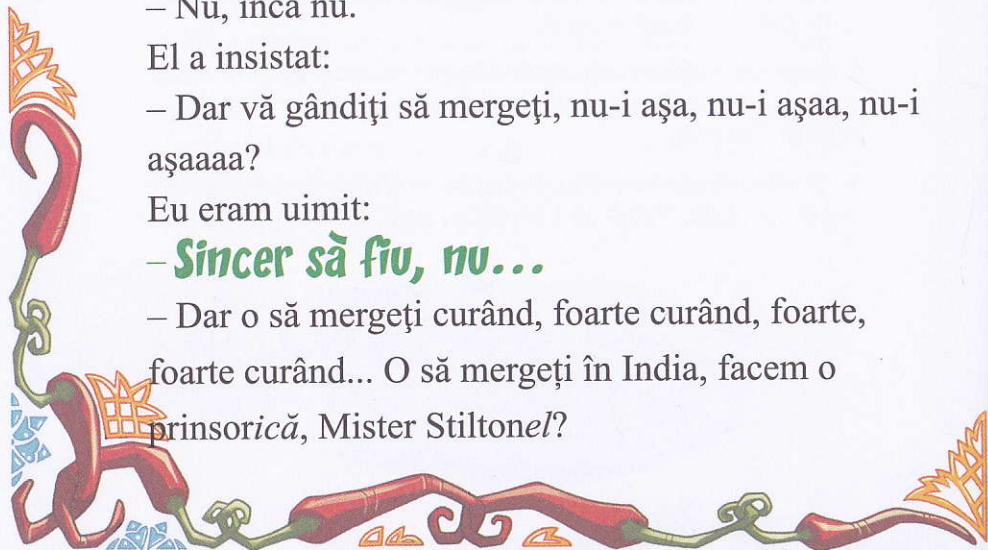 – Nu, încă nu.
El a insistat:
– Dar vă gândiţi să mergeţi, nu-i aşa, nu-i aşaa, nu-i
aşaaaa?
Eu eram uimit:
– Sincer sà fiu, nu...
– Dar o să mergeţi curând, foarte curând, foarte,
foarte curând... O să mergeți în India, facem o
prinsorică, Mister Stiltonel?